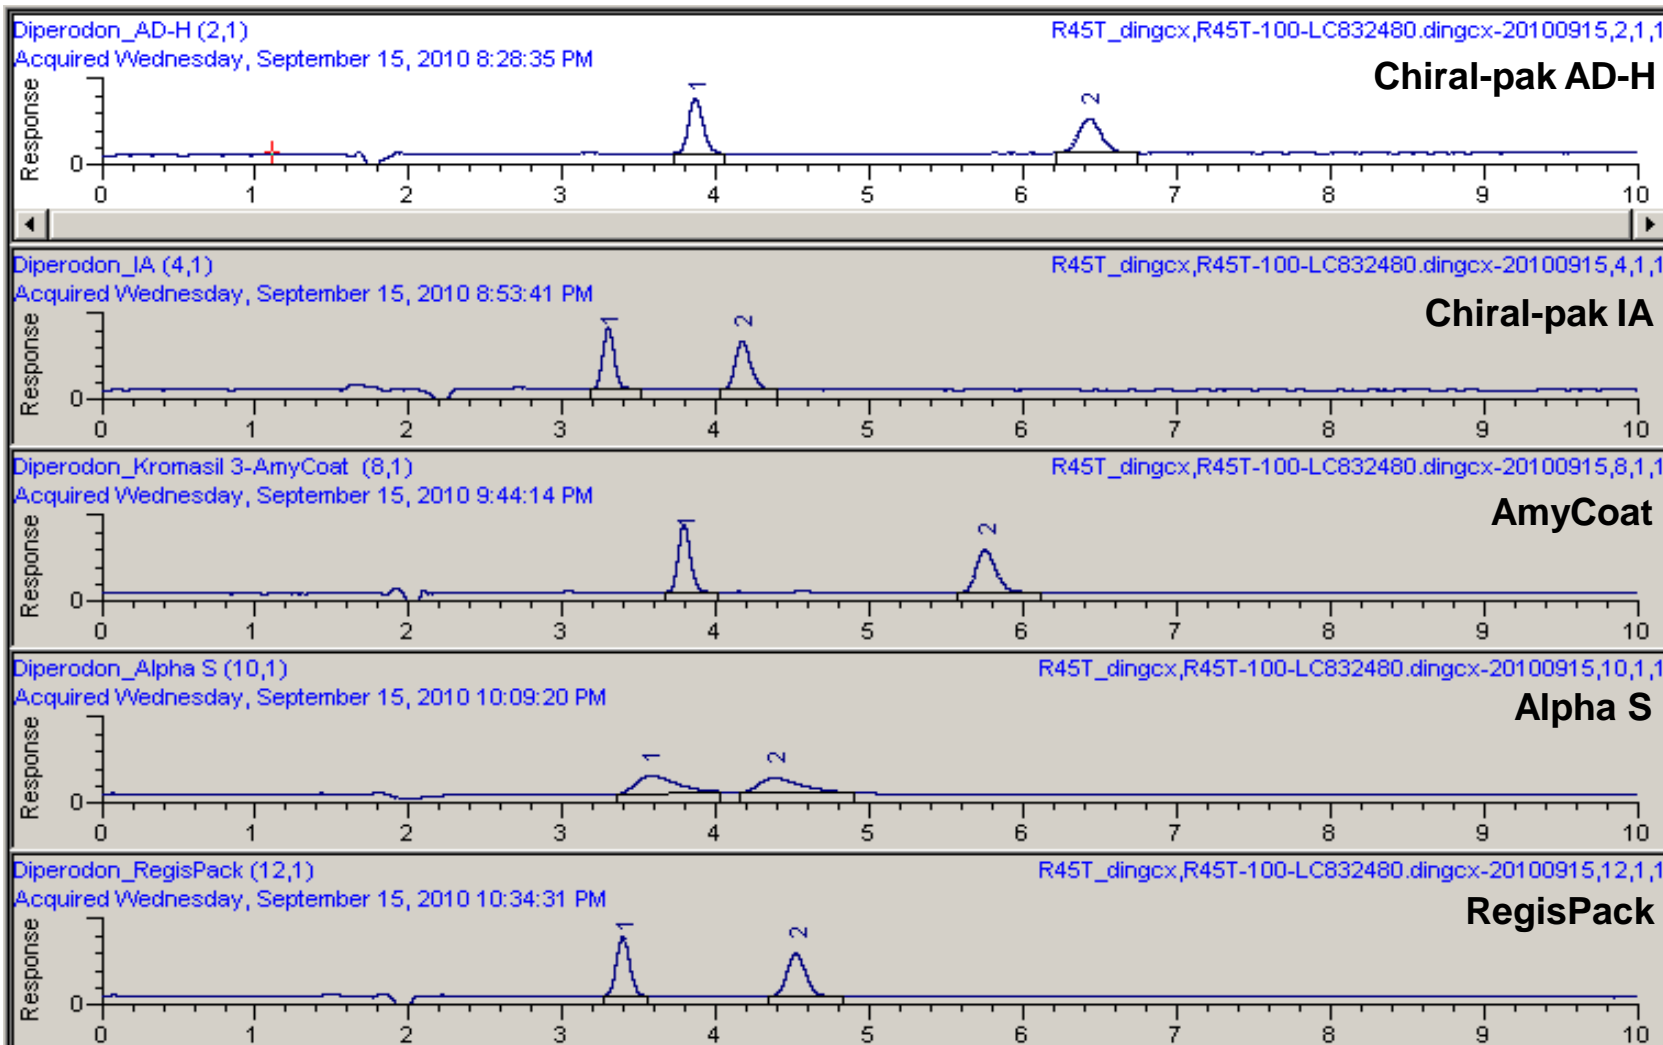 Diperodon_AD-H (2,1) R45T_dingcx,R45T-100-LC832480.dingcx-20100915,2,1,1
Acquired Wednesday, September 15, 2010 8:28:35 PM
Chiral-pak AD-H
Response
0
1 2
0 1 2 3 4 5 6 7 8 9 10
Diperodon_IA (4,1) R45T_dingcx,R45T-100-LC832480.dingcx-20100915,4,1,1
Acquired Wednesday, September 15, 2010 8:53:41 PM
Chiral-pak IA
Response
0
1 2
0 1 2 3 4 5 6 7 8 9 10
Diperodon_Kromasil 3-AmyCoat (8,1) R45T_dingcx,R45T-100-LC832480.dingcx-20100915,8,1,1
Acquired Wednesday, September 15, 2010 9:44:14 PM
AmyCoat
Response
0
1 2
0 1 2 3 4 5 6 7 8 9 10
Diperodon_Alpha S (10,1) R45T_dingcx,R45T-100-LC832480.dingcx-20100915,10,1,1
Acquired Wednesday, September 15, 2010 10:09:20 PM
Alpha S
Response
0
1 2
0 1 2 3 4 5 6 7 8 9 10
Diperodon_RegisPack (12,1) R45T_dingcx,R45T-100-LC832480.dingcx-20100915,12,1,1
Acquired Wednesday, September 15, 2010 10:34:31 PM
RegisPack
Response
0
1 2
0 1 2 3 4 5 6 7 8 9 10